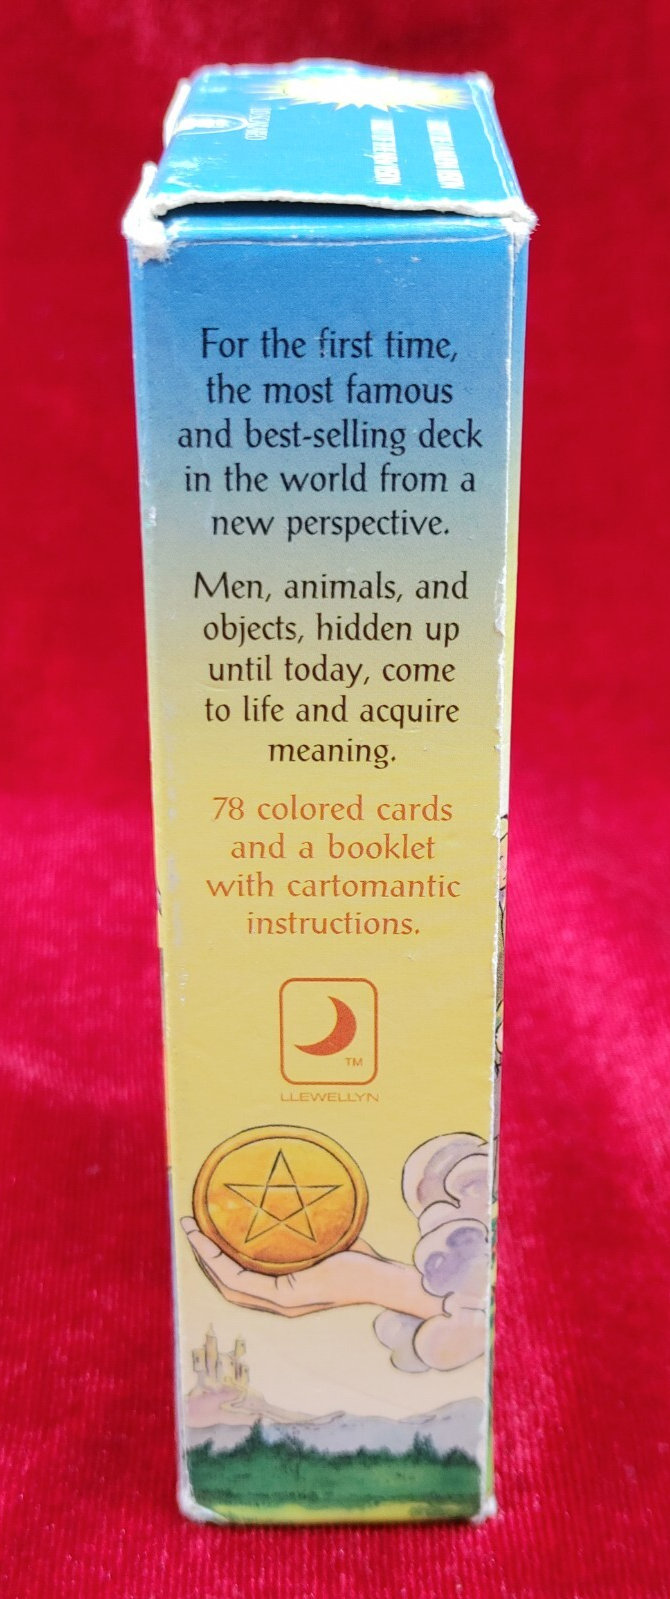 For the first time,
the most famous
and best-selling deck
in the world from a
new perspective.
Men, animals, and
objects, hidden up
until today, come
to life and acquire
meaning.
78 colored cards
and a booklet
with cartomantic
instructions.
TM
LLEWELLYN